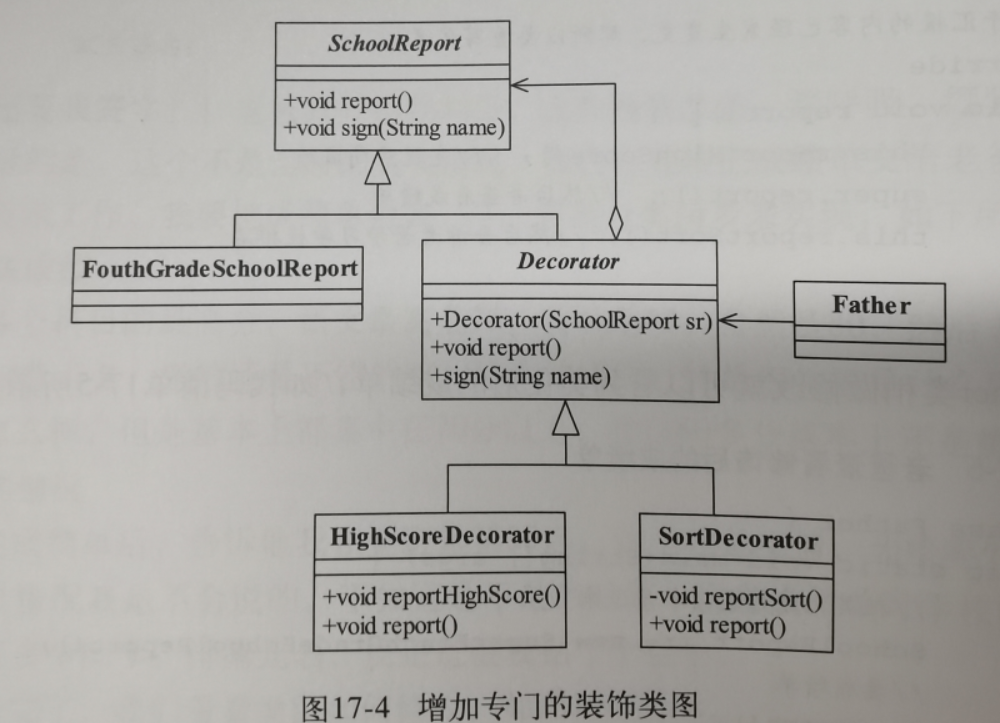 SchoolReport
+void report()
+void sign(String name)
FouthGradeSchoolReport
Decorator
+Decorator(SchoolReport sr)
+void report()
+sign(String name)
Father
HighScoreDecorator
+void reportHighScore()
+void report()
SortDecorator
-void reportSort()
+void report()
图17-4 增加专门的装饰类图